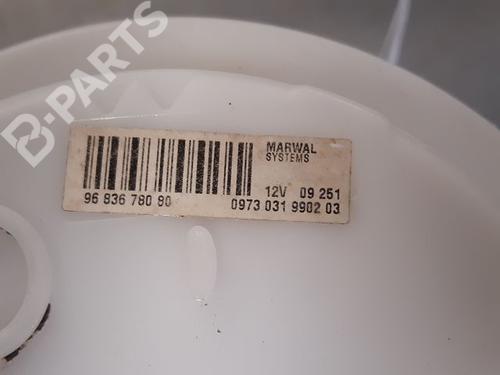 B-PARTS
MARWAL
SYSTEMS
12V 09 251
96 836 780 80
0973 031 9902 03